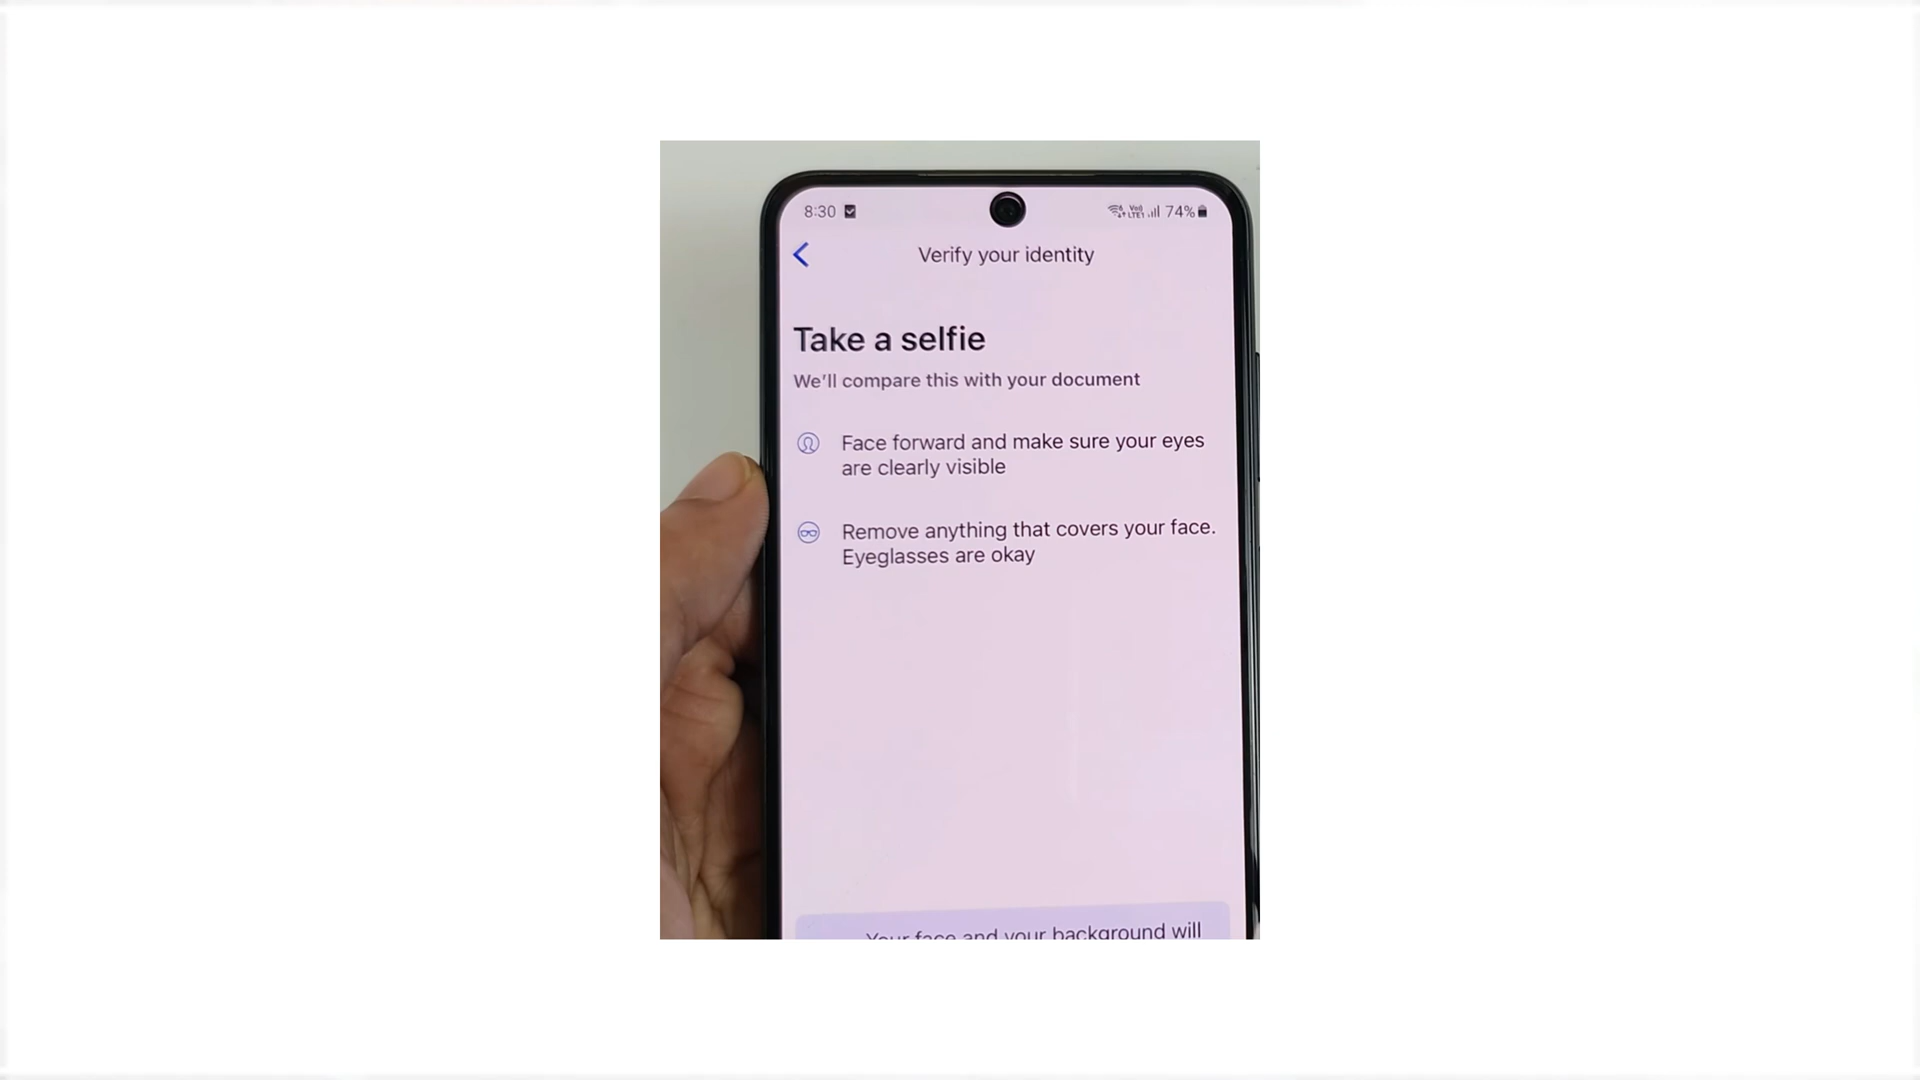 8:30 74%
Verify your identity
Take a selfie
We'll compare this with your document
Face forward and make sure your eyes
are clearly visible
Remove anything that covers your face.
Eyeglasses are okay
Your face and your background will